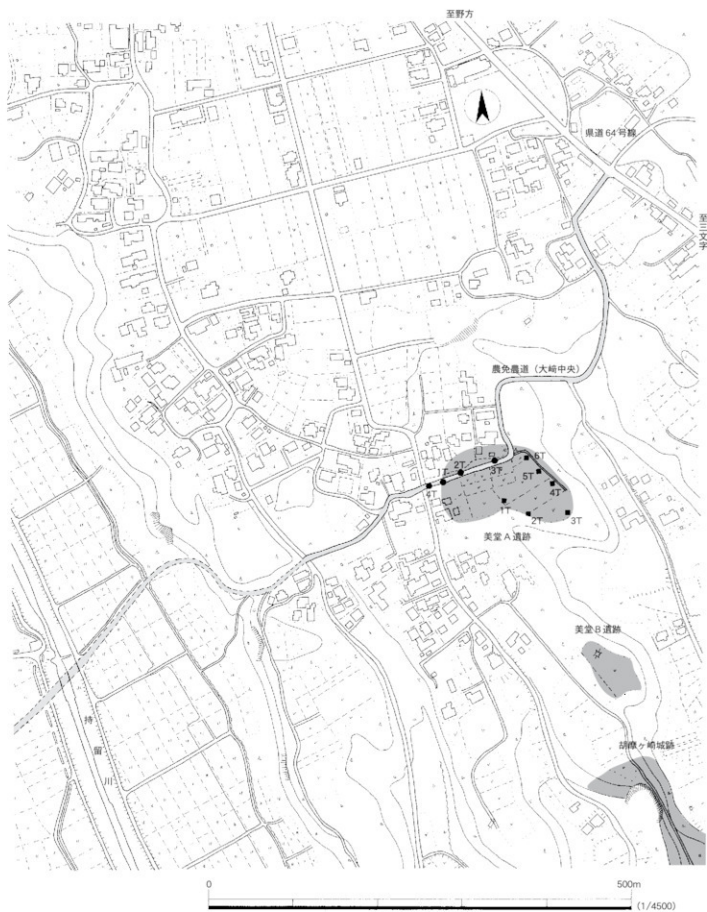 至野方
県道64号線
至三文字
農免農道（大崎中央）
6T
2T
3T
1T
5T
4T
4T
1T
2T
3T
美堂A遺跡
美堂B遺跡
胡摩ヶ崎城跡
持留川
0
500m
(1/4500)